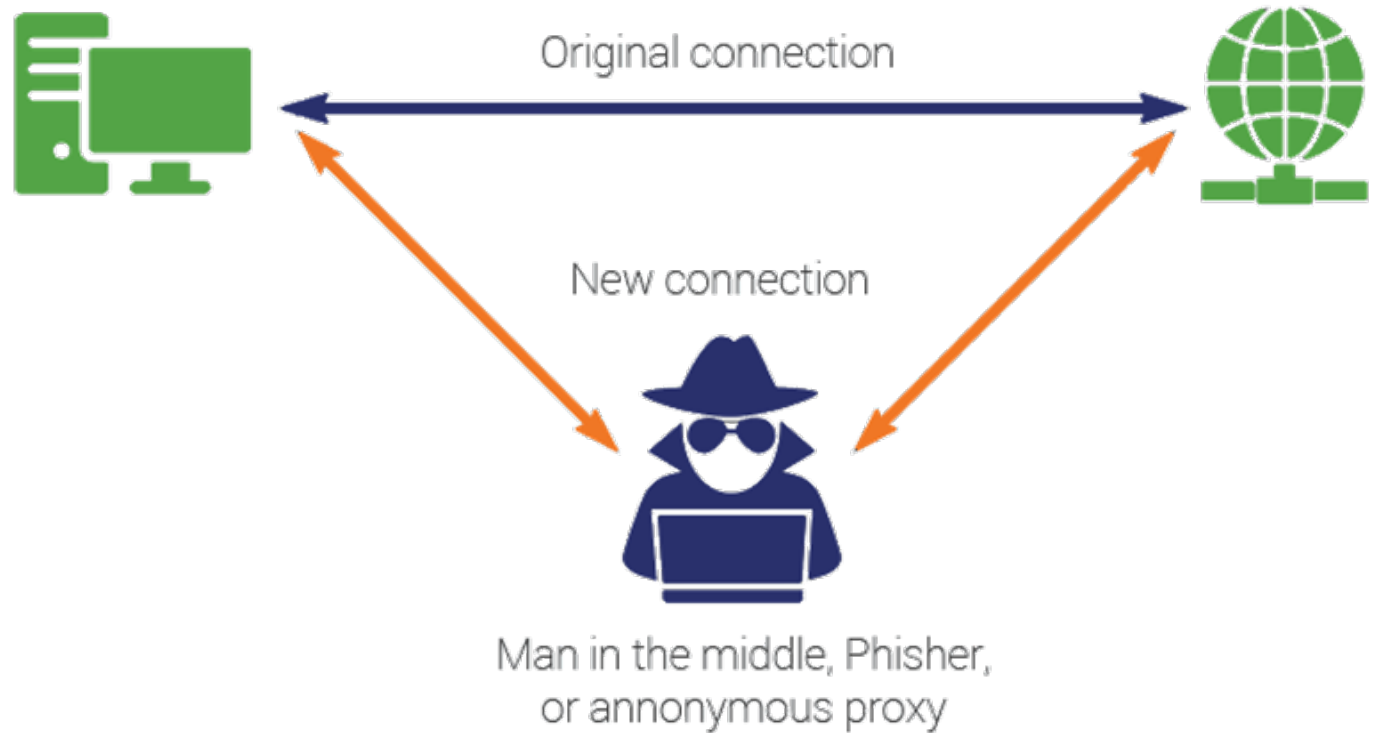 Original connection
New connection
Man in the middle, Phisher,
or annonymous proxy